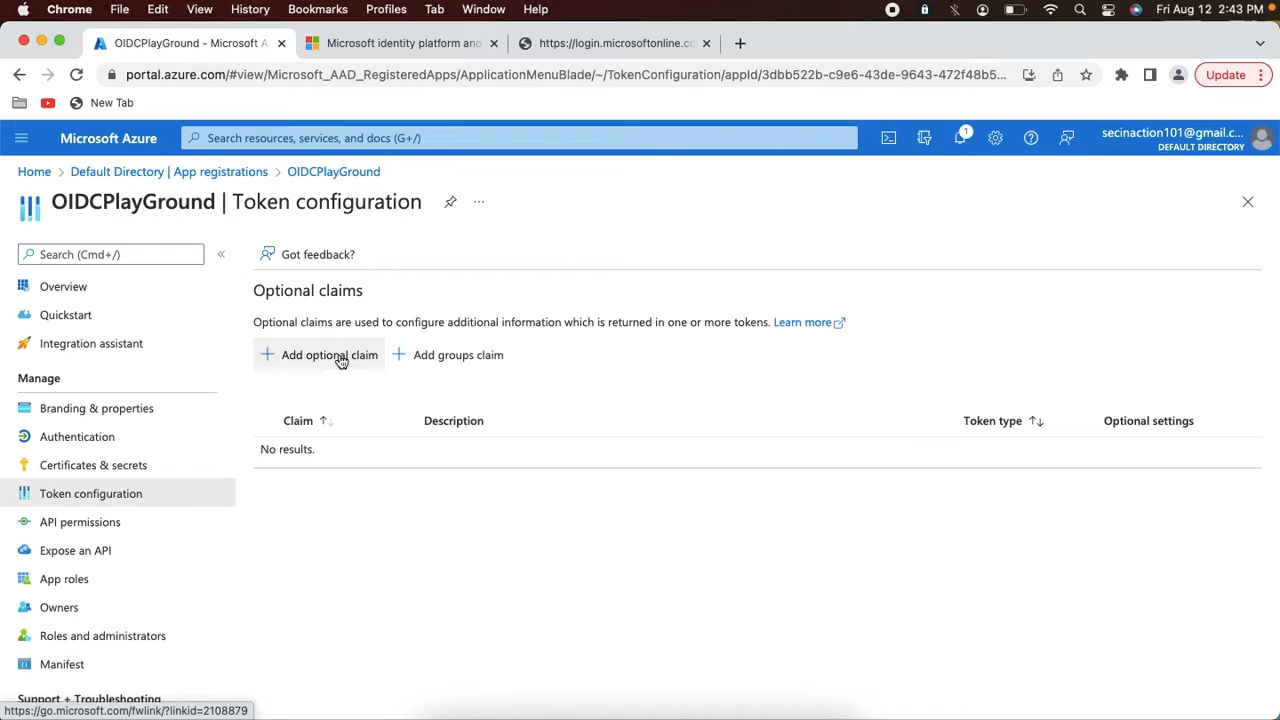 Chrome File Edit View History Bookmarks Profiles Tab Window Help Fri Aug 12 2:43 PM
OIDCPlayGround - Microsoft A Microsoft identity platform and https://login.microsoftonline.co
portal.azure.com/#view/Microsoft_AAD_RegisteredApps/ApplicationMenuBlade/~/TokenConfiguration/appId/3dbb522b-c9e6-43de-9643-472f48b5... Update
New Tab
Microsoft Azure Search resources, services, and docs (G+/) 1 secinaction101@gmail.c...
DEFAULT DIRECTORY
Home > Default Directory | App registrations > OIDCPlayGround
OIDCPlayGround | Token configuration ...
Search (Cmd+/) « Got feedback?
Overview
Quickstart
Integration assistant
Manage
Branding & properties
Authentication
Certificates & secrets
Token configuration
API permissions
Expose an API
App roles
Owners
Roles and administrators
Manifest
Support + Troubleshooting
Optional claims
Optional claims are used to configure additional information which is returned in one or more tokens. Learn more
Add optional claim Add groups claim
Claim Description Token type Optional settings
No results.
https://go.microsoft.com/fwlink/?linkid=2108879